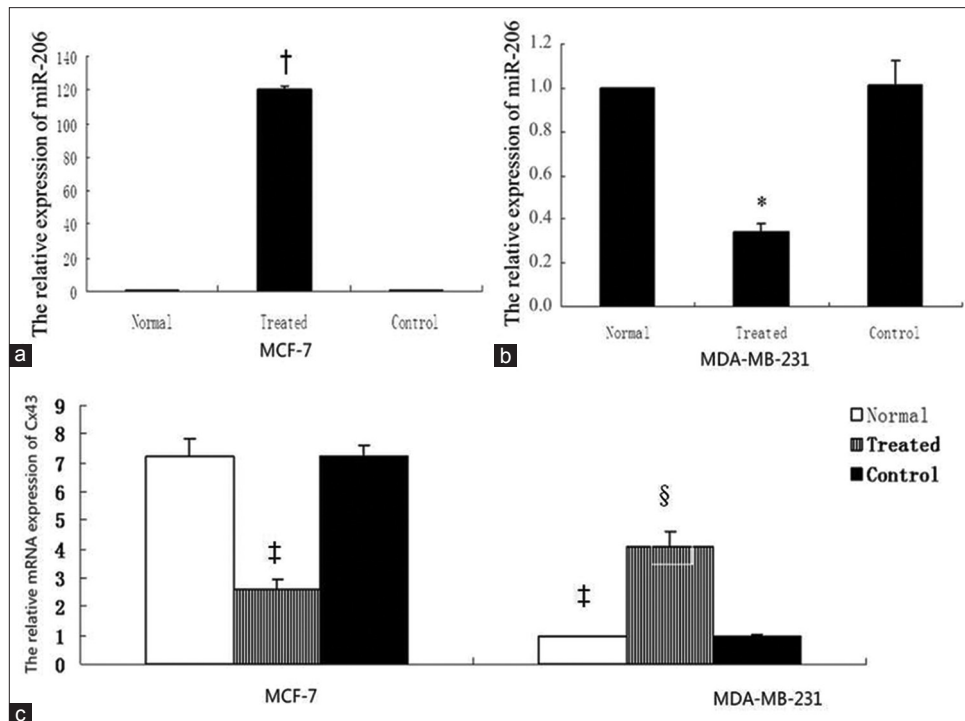 The relative expression of miR-206
140
120
100
80
60
40
20
0
†
Normal Treated Control
MCF-7
a
The relative expression of miR-206
1.2
1.0
0.8
0.6
0.4
0.2
0.0
*
Normal Treated Control
MDA-MB-231
b
The relative mRNA expression of Cx43
9
8
7
6
5
4
3
2
1
0
‡
‡
§
Normal
Treated
Control
MCF-7 MDA-MB-231
c